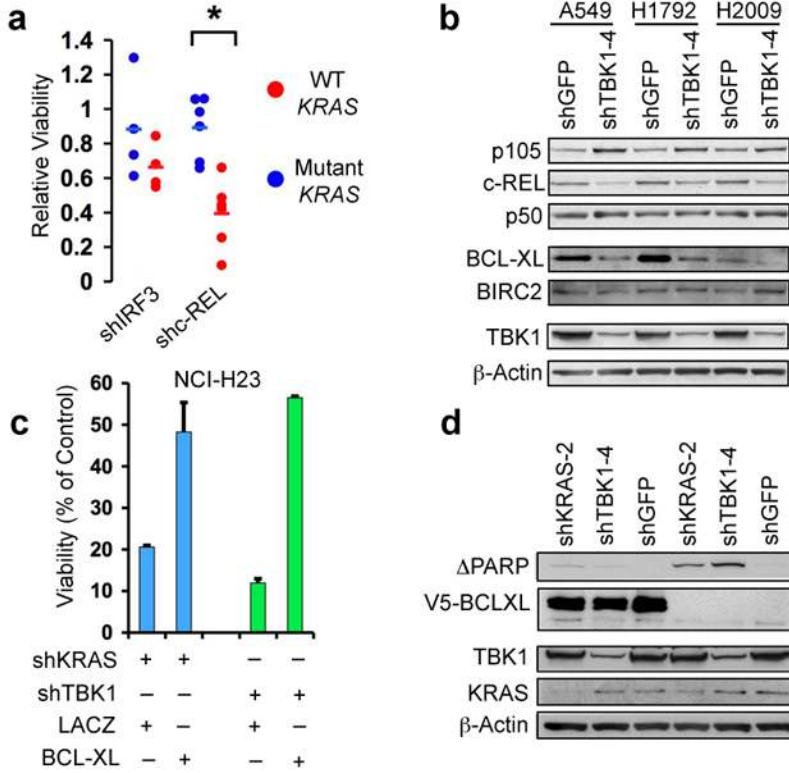 a
*
1.4
1.2
1
0.8
0.6
0.4
0.2
0
Relative Viability
shIRF3
shc-REL
WT
KRAS
Mutant
KRAS
b
A549 H1792 H2009
shGFP shTBK1-4 shGFP shTBK1-4 shGFP shTBK1-4
p105
c-REL
p50
BCL-XL
BIRC2
TBK1
β-Actin
c
NCI-H23
60
50
40
30
20
10
0
Viability (% of Control)
shKRAS + + – –
shTBK1 – – + +
LACZ + – + –
BCL-XL – + – +
d
shKRAS-2 shTBK1-4 shGFP shKRAS-2 shTBK1-4 shGFP
ΔPARP
V5-BCLXL
TBK1
KRAS
β-Actin